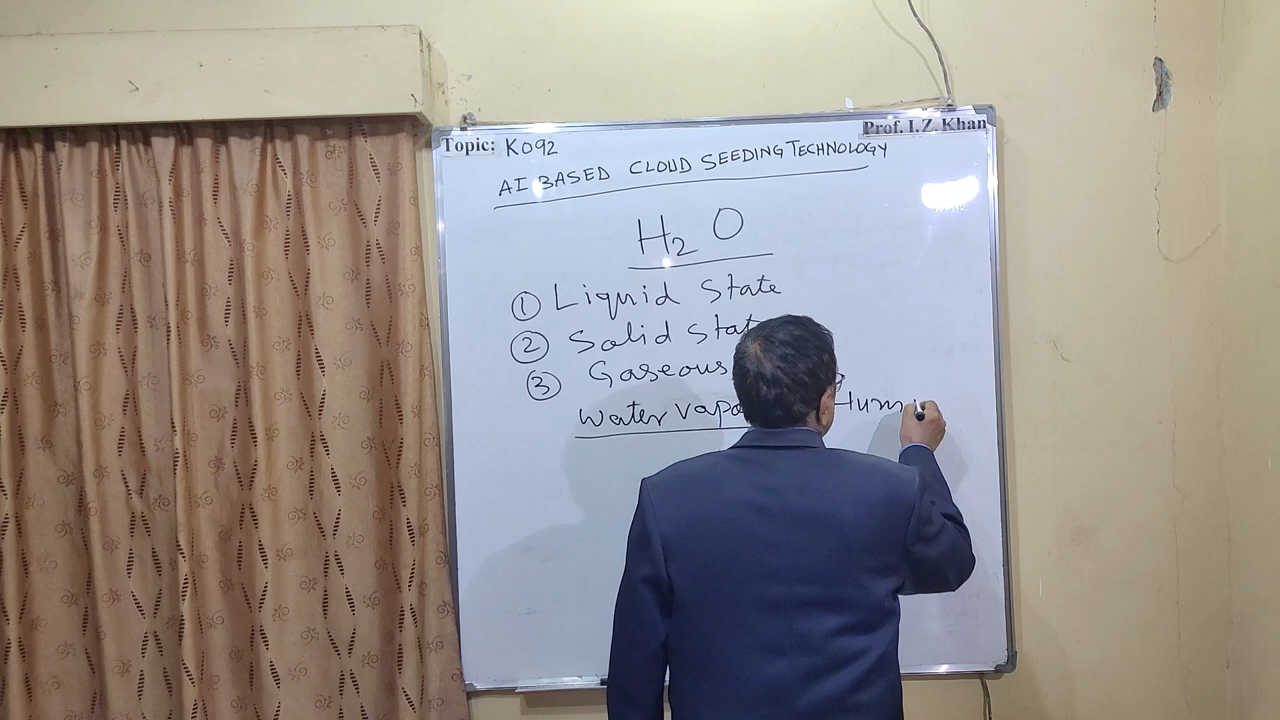 Topic: K092
Prof. I. Z. Khan
AI BASED CLOUD SEEDING TECHNOLOGY
H2 O
① Liquid State
② Solid stat
③ Gaseous
water vapo Hum